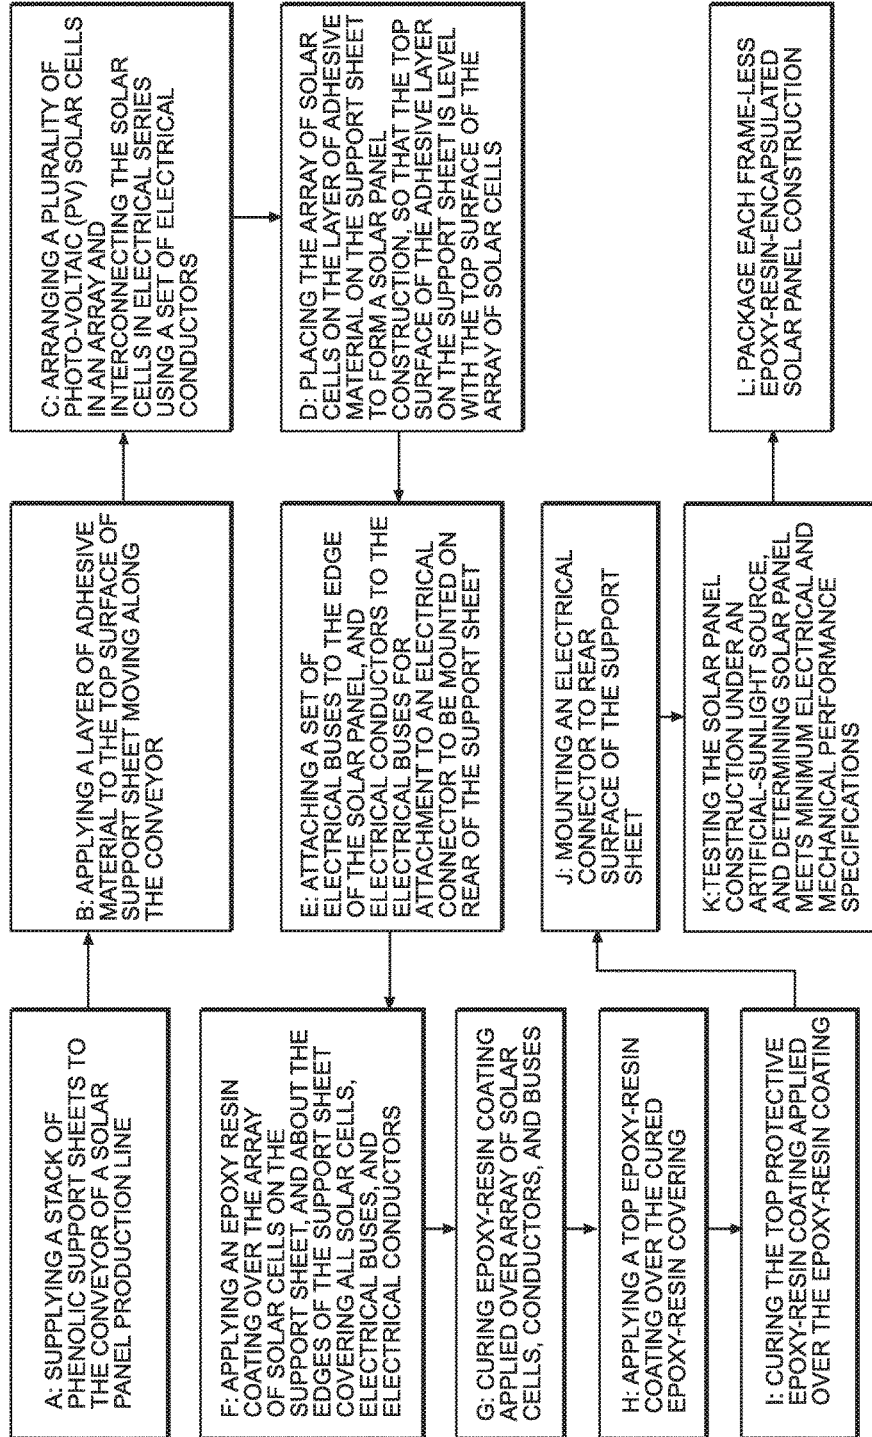 A: SUPPLYING A STACK OF
PHENOLIC SUPPORT SHEETS TO
THE CONVEYOR OF A SOLAR
PANEL PRODUCTION LINE
B: APPLYING A LAYER OF ADHESIVE
MATERAL TO THE TOP SURFACE OF
SUPPORT SHEET MOVING ALONG
THE CONVEYOR
C: ARRANGING A PLURALITY OF
PHOTO-VOLTAIC (PV) SOLAR CELLS
IN AN ARRAY AND
INTERCONNECTING THE SOLAR
CELLS IN ELECTRICAL SERIES
USING A SET OF ELECTRICAL
CONDUCTORS
D: PLACING THE ARRAY OF SOLAR
CELLS ON THE LAYER OF ADHESIVE
MATERIAL ON THE SUPPORT SHEET
TO FORM A SOLAR PANEL
CONSTRUCTION, SO THAT THE TOP
SURFACE OF THE ADHESIVE LAYER
ON THE SUPPORT SHEET IS LEVEL
WITH THE TOP SURFACE OF THE
ARRAY OF SOLAR CELLS
E: ATTACHING A SET OF
ELECTRICAL BUSES TO THE EDGE
OF THE SOLAR PANEL, AND
ELECTRICAL CONDUCTORS TO THE
ELECTRICAL BUSES FOR
ATTACHMENT TO AN ELECTRICAL
CONNECTOR TO BE MOUNTED ON
REAR OF THE SUPPORT SHEET
F: APPLYING AN EPOXY RESIN
COATING OVER THE ARRAY
OF SOLAR CELLS ON THE
SUPPORT SHEET, AND ABOUT THE
EDGES OF THE SUPPORT SHEET
COVERING ALL SOLAR CELLS,
ELECTRICAL BUSES, AND
ELECTRICAL CONDUCTORS
G: CURING EPOXY-RESIN COATING
APPLIED OVER ARRAY OF SOLAR
CELLS, CONDUCTORS, AND BUSES
H: APPLYING A TOP EPOXY-RESIN
COATING OVER THE CURED
EPOXY-RESIN COVERING
I: CURING THE TOP PROTECTIVE
EPOXY-RESIN COATING APPLIED
OVER THE EPOXY-RESIN COATING
J: MOUNTING AN ELECTRICAL
CONNECTOR TO REAR
SURFACE OF THE SUPPORT
SHEET
K:TESTING THE SOLAR PANEL
CONSTRUCTION UNDER AN
ARTIFICIAL-SUNLIGHT SOURCE,
AND DETERMINING SOLAR PANEL
MEETS MINIMUM ELECTRICAL AND
MECHANICAL PERFORMANCE
SPECIFICATIONS
L: PACKAGE EACH FRAME-LESS
EPOXY-RESIN-ENCAPSULATED
SOLAR PANEL CONSTRUCTION